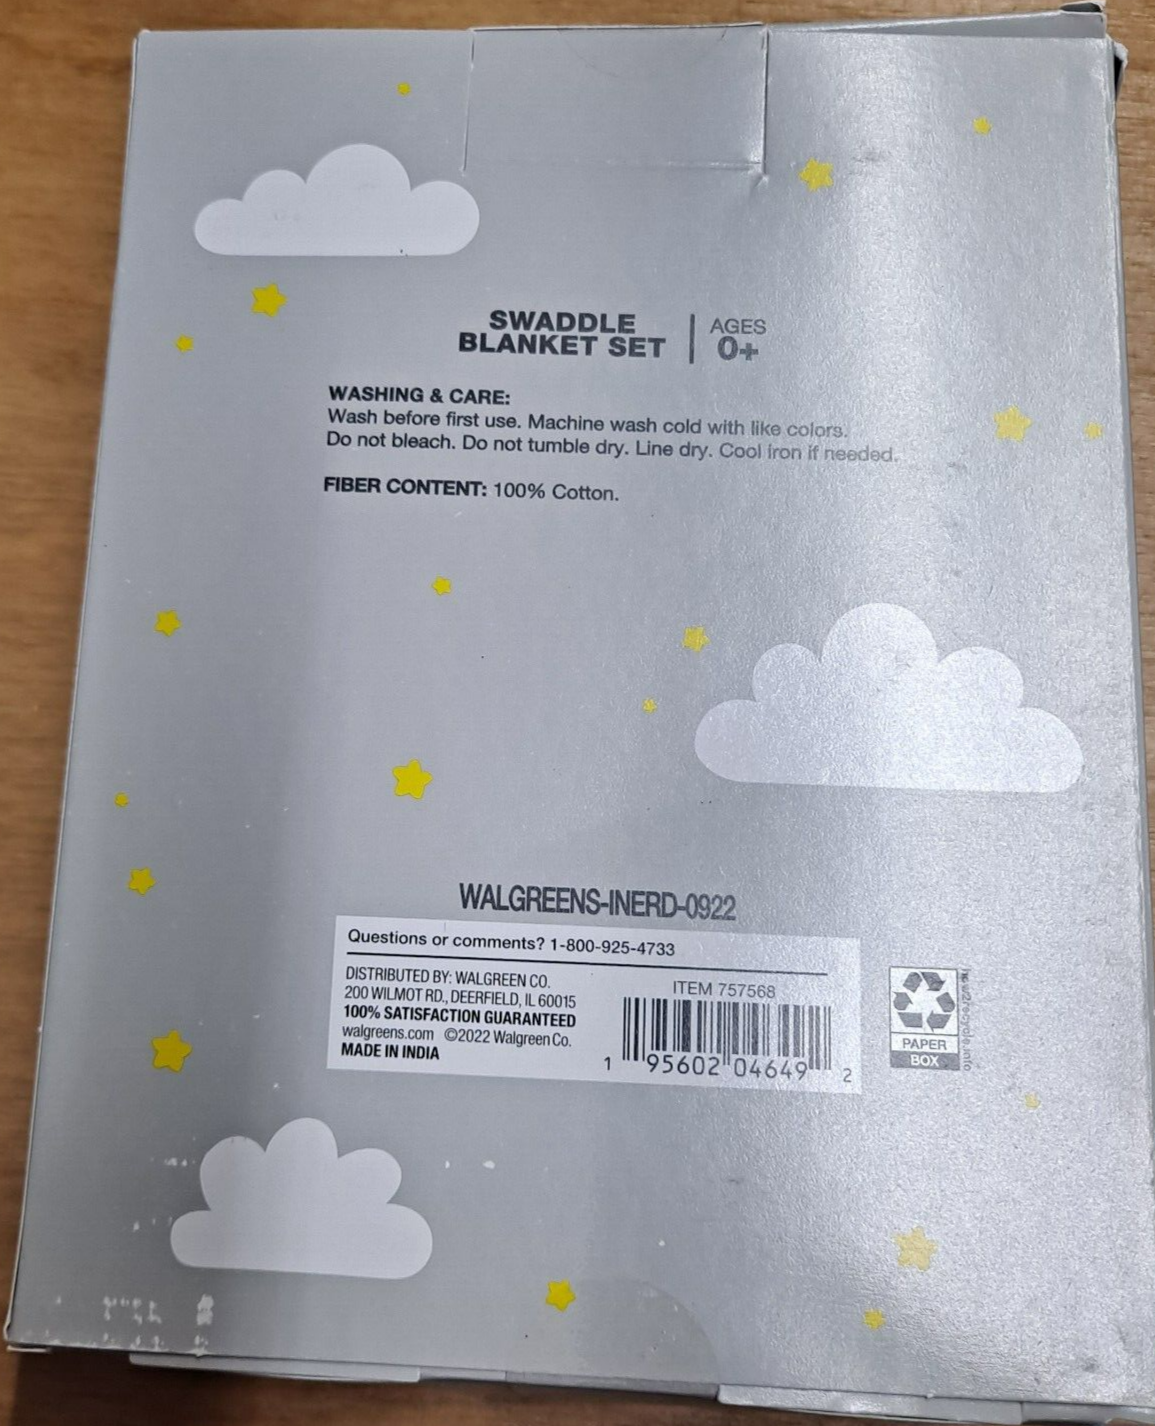 SWADDLE
BLANKET SET
AGES
0+
WASHING & CARE:
Wash before first use. Machine wash cold with like colors.
Do not bleach. Do not tumble dry. Line dry. Cool iron if needed.
FIBER CONTENT: 100% Cotton.
WALGREENS-INERD-0922
Questions or comments? 1-800-925-4733
DISTRIBUTED BY: WALGREEN CO.
200 WILMOT RD., DEERFIELD, IL 60015
100% SATISFACTION GUARANTEED
walgreens.com ©2022 Walgreen Co.
MADE IN INDIA
ITEM 757568
1 95602 04649 2
PAPER
BOX
how2recycle.info